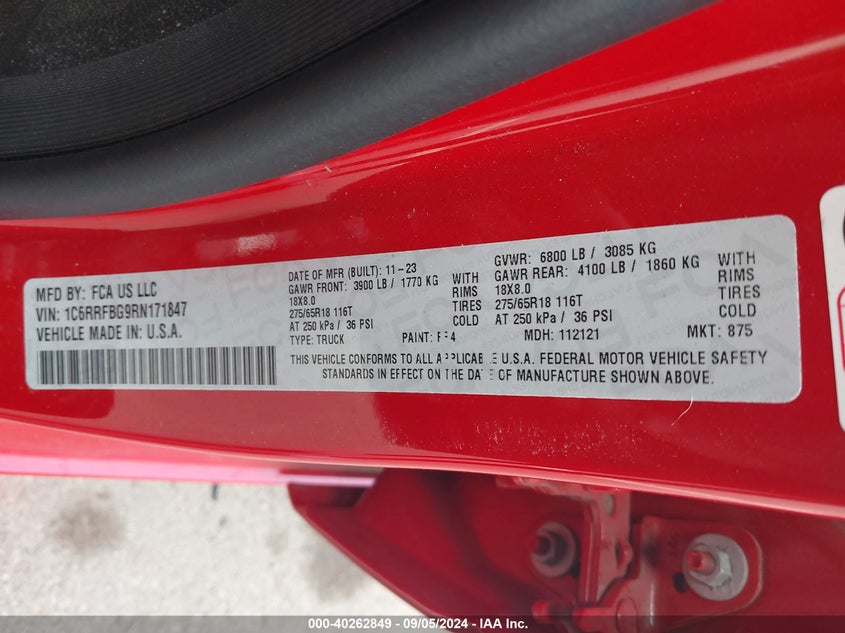 MFD BY: FCA US LLC
VIN: 1C6RRFBG9RN171847
VEHICLE MADE IN U.S.A.
DATE OF MFR (BUILT): 11-23
GAWR FRONT: 3900 LB / 1770 KG WITH
18X8.0 RIMS
275/65R18 116T TIRES
AT 250 kPa / 36 PSI COLD
TYPE: TRUCK
GVWR: 6800 LB / 3085 KG
GAWR REAR: 4100 LB / 1860 KG WITH
18X8.0 RIMS
275/65R18 116T TIRES
AT 250 kPa / 36 PSI COLD
PAINT: MDH: 112121 MKT: 875
THIS VEHICLE CONFORMS TO ALL APPLICABLE U.S.A. FEDERAL MOTOR VEHICLE SAFETY
STANDARDS IN EFFECT ON THE DATE OF MANUFACTURE SHOWN ABOVE.
000-40262849 - 09/05/2024 - IAA Inc.